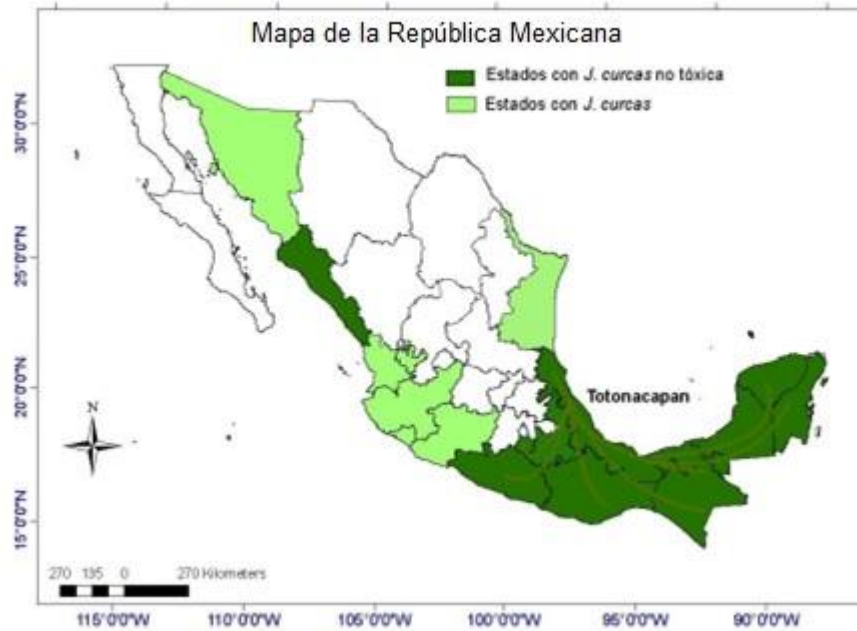 Mapa de la República Mexicana
Estados con J. curcas no tóxica
Estados con J. curcas
30°0'0"N
25°0'0"N
20°0'0"N
15°0'0"N
Totonacapan
N
270 135 0 270 Kilometers
115°0'0"W 110°0'0"W 105°0'0"W 100°0'0"W 95°0'0"W 90°0'0"W